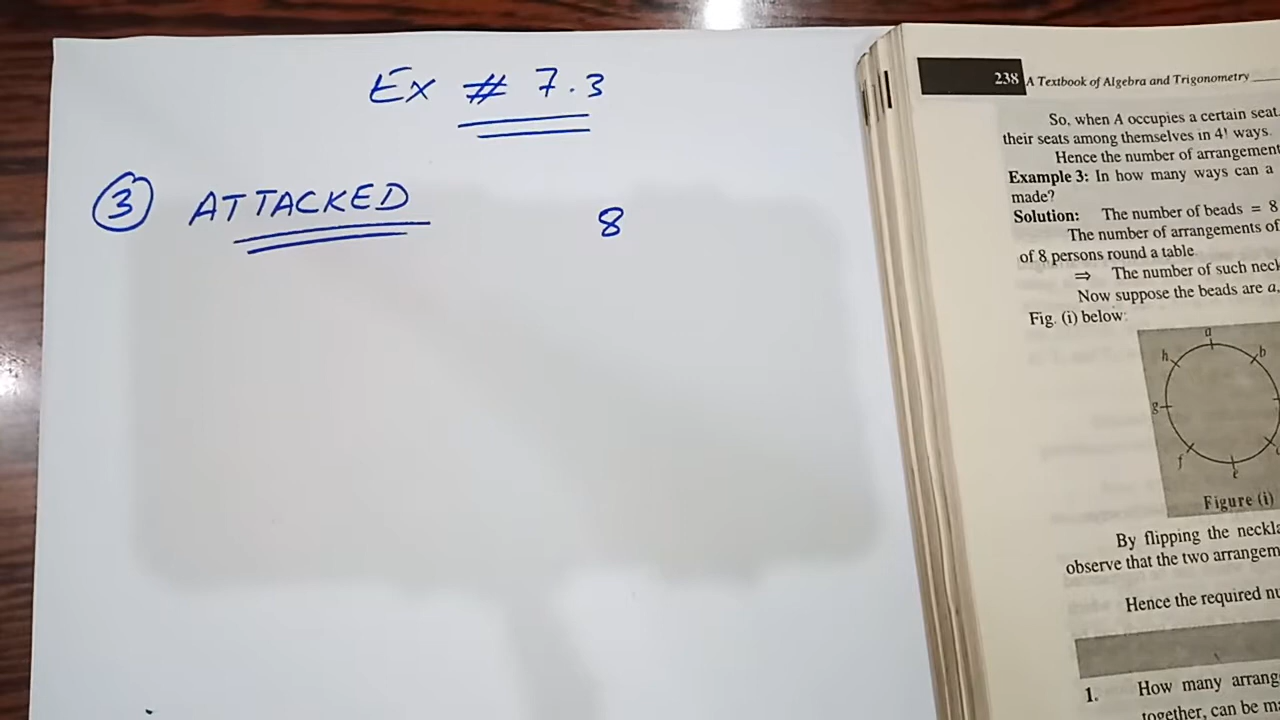 Ex # 7.3
③ ATTACKED 8
238 A Textbook of Algebra and Trigonometry
So, when A occupies a certain seat
their seats among themselves in 4! ways.
Hence the number of arrangement
Example 3: In how many ways can a
made?
Solution: The number of beads = 8
The number of arrangements of
of 8 persons round a table
⇒ The number of such neck
Now suppose the beads are a,
Fig. (i) below:
a
h b
g
f
e
Figure (i)
By flipping the neckla
observe that the two arrangem
Hence the required nu
1. How many arrang
together, can be ma